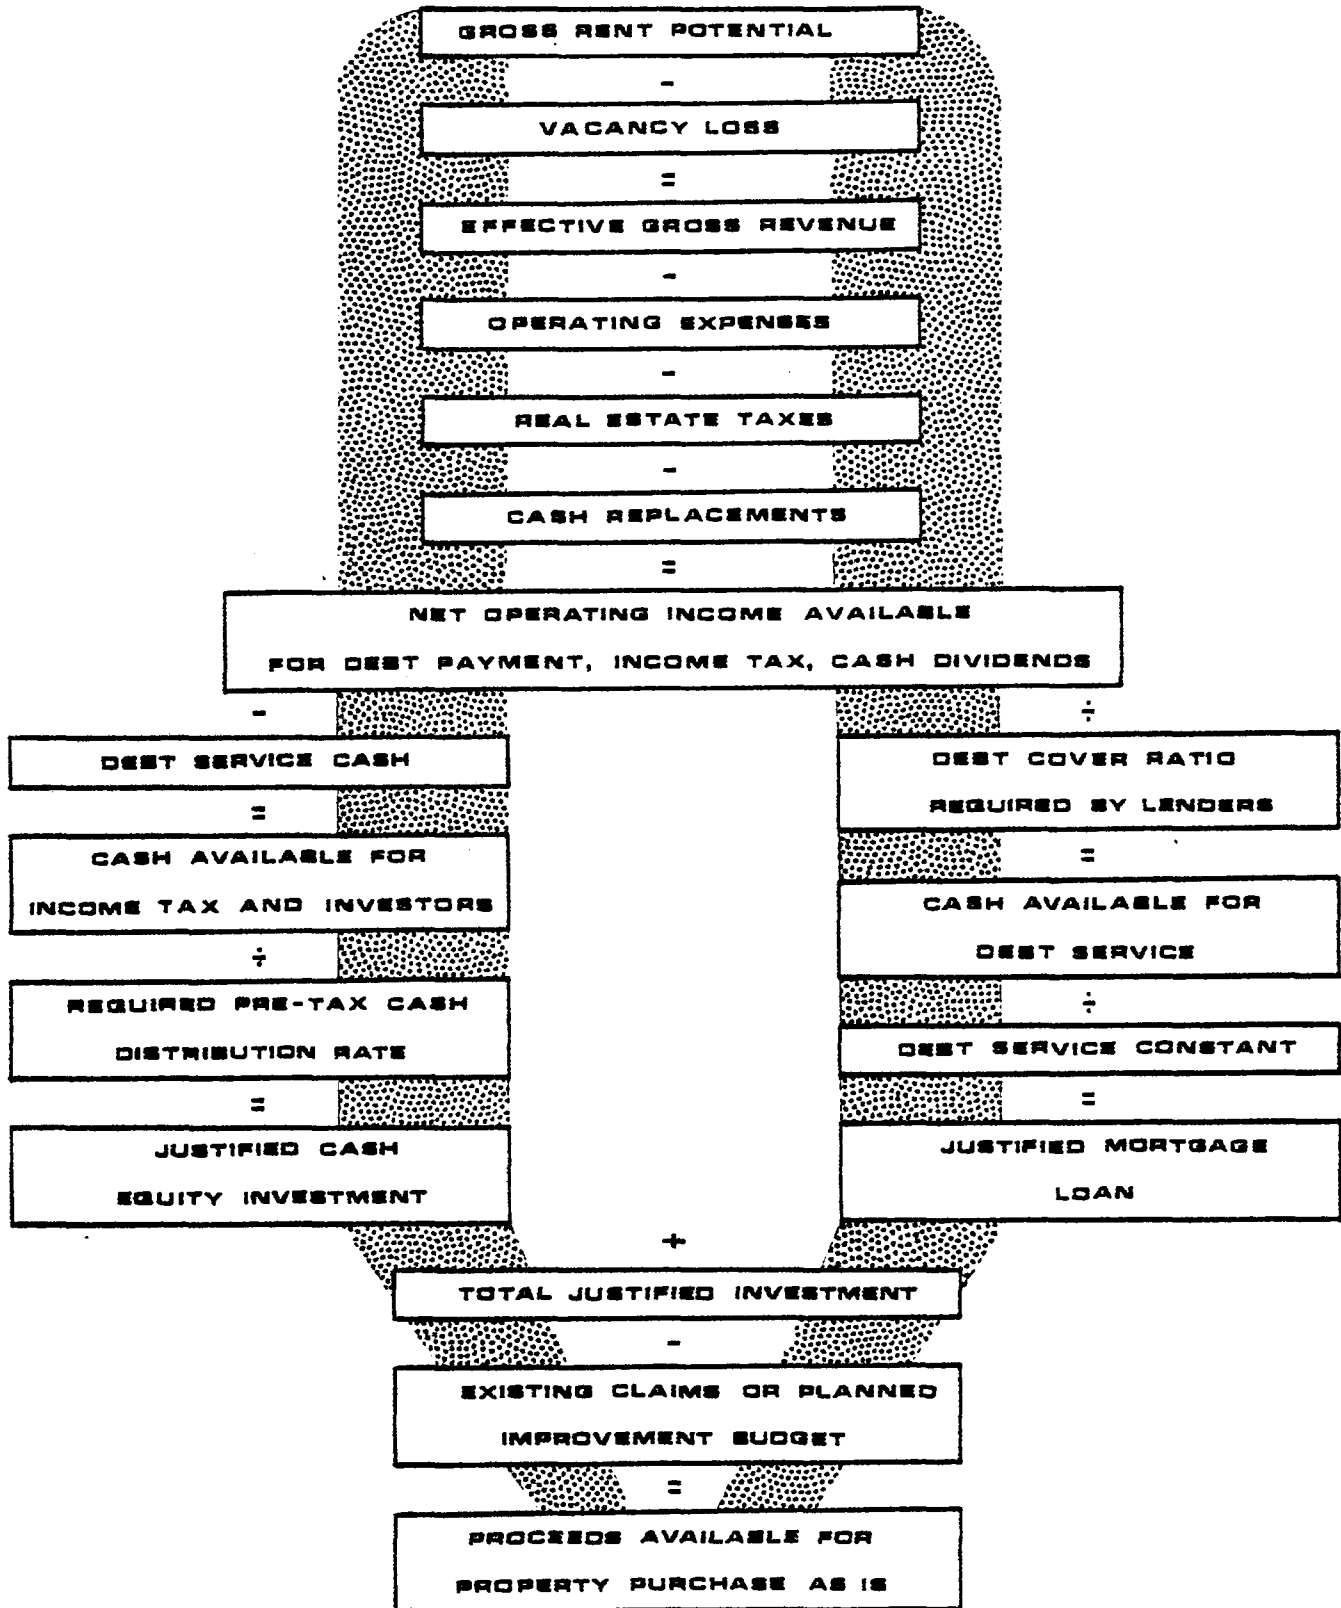 GROSS RENT POTENTIAL
-
VACANCY LOSS
=
EFFECTIVE GROSS REVENUE
-
OPERATING EXPENSES
-
REAL ESTATE TAXES
-
CASH REPLACEMENTS
=
NET OPERATING INCOME AVAILABLE
FOR DEBT PAYMENT, INCOME TAX, CASH DIVIDENDS
-
DEBT SERVICE CASH
=
CASH AVAILABLE FOR
INCOME TAX AND INVESTORS
÷
REQUIRED PRE-TAX CASH
DISTRIBUTION RATE
=
JUSTIFIED CASH
EQUITY INVESTMENT
÷
DEBT COVER RATIO
REQUIRED BY LENDERS
=
CASH AVAILABLE FOR
DEBT SERVICE
÷
DEBT SERVICE CONSTANT
=
JUSTIFIED MORTGAGE
LOAN
+
TOTAL JUSTIFIED INVESTMENT
-
EXISTING CLAIMS OR PLANNED
IMPROVEMENT BUDGET
=
PROCEEDS AVAILABLE FOR
PROPERTY PURCHASE AS IS